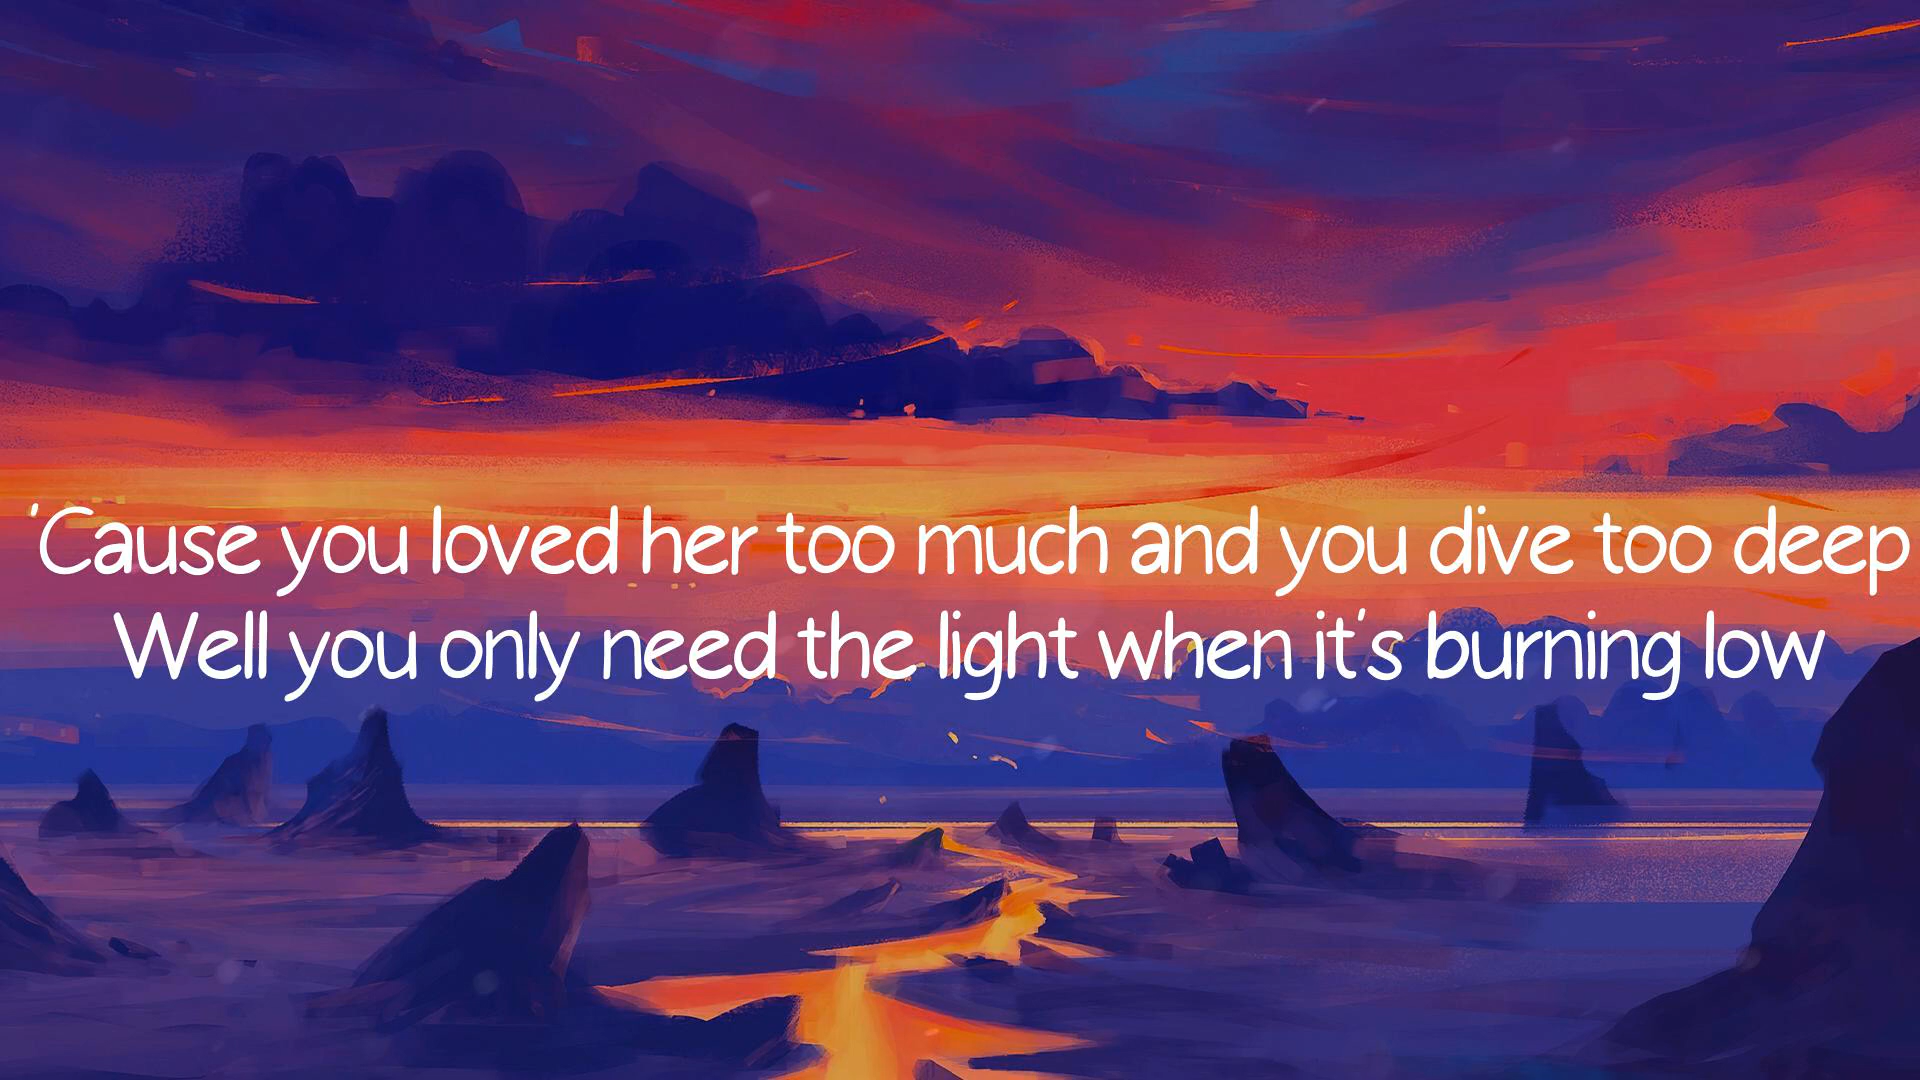 'Cause you loved her too much and you dive too deep
Well you only need the light when it's burning low